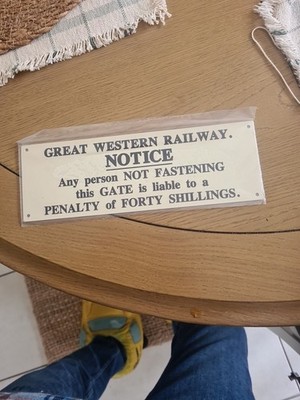 GREAT WESTERN RAILWAY.
NOTICE
Any person NOT FASTENING
this GATE is liable to a
PENALTY of FORTY SHILLINGS.